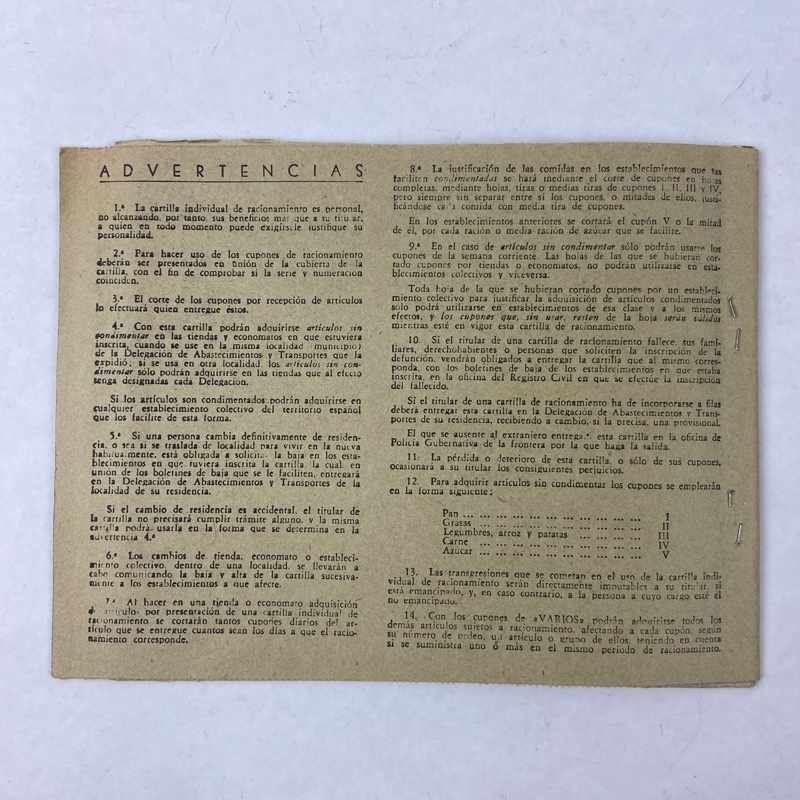 ADVERTENCIAS
1.ª La cartilla individual de racionamiento es personal,
no alcanzando, por tanto, sus beneficios mas que a su titular,
a quien en todo momento puede exigírsele justifique su
personalidad.
2.ª Para hacer uso de los cupones de racionamiento
deberán ser presentados en unión de la cubierta de la
cartilla, con el fin de comprobar si la serie y numeración
coinciden.
3.ª El corte de los cupones por recepción de artículos
lo efectuará quien entregue éstos.
4.ª Con esta cartilla podrán adquirirse artículos sin
condimentar en las tiendas y economatos en que estuviera
inscrita, cuando se use en la misma localidad (municipio)
de la Delegación de Abastecimientos y Transportes que la
expidió; si se usa en otra localidad, los artículos sin con-
dimentar sólo podrán adquirirse en las tiendas que al efecto
tenga designadas cada Delegación.
Si los artículos son condimentados podrán adquirirse en
cualquier establecimiento colectivo del territorio español
que los facilite de esta forma.
5.ª Si una persona cambia definitivamente de residen-
cia, o sea si se traslada de localidad para vivir en la nueva
habitualmente, está obligada a solicitar la baja en los esta-
blecimientos en que tuviera inscrita la cartilla la cual, en
unión de los boletines de baja que se le faciliten, entregará
en la Delegación de Abastecimientos y Transportes de la
localidad de su residencia.
Si el cambio de residencia es accidental, el titular de
la cartilla no precisará cumplir trámite alguno, y la misma
cartilla podrá usarla en la forma que se determina en la
advertencia 4.ª
6.ª Los cambios de tienda, economato o estableci-
miento colectivo, dentro de una localidad, se llevarán a
cabo comunicando la baja y alta de la cartilla sucesiva-
mente a los establecimientos a que afecte.
7.ª Al hacer en una tienda o economato adquisición
de artículos por presentación de una cartilla individual de
racionamiento se cortarán tantos cupones diarios del ar-
tículo que se entregue cuantos sean los días a que el racio-
namiento corresponde.
8.ª La justificación de las comidas en los establecimientos que las
faciliten condimentadas se hará mediante el corte de cupones en hojas
completas, mediante hojas, tiras o medias tiras de cupones I, II, III y IV,
pero siempre sin separar entre sí los cupones, o mitades de ellos, justi-
ficándose cada comida con media tira de cupones.
En los establecimientos anteriores se cortará el cupón V o la mitad
de él, por cada ración o media ración de azúcar que se facilite.
9.ª En el caso de artículos sin condimentar sólo podrán usarse los
cupones de la semana corriente. Las hojas de las que se hubieran cor-
tado cupones por tiendas o economatos, no podrán utilizarse en esta-
blecimientos colectivos y viceversa.
Toda hoja de la que se hubieran cortado cupones por un estableci-
miento colectivo para justificar la adquisición de artículos condimentados
sólo podrá utilizarse en establecimientos de esa clase y a los mismos
efectos, y los cupones que, sin usar, resten de la hoja serán válidos
mientras esté en vigor esta cartilla de racionamiento.
10. Si el titular de una cartilla de racionamiento fallece, sus fami-
liares, derechohabientes o personas que soliciten la inscripción de la
defunción, vendrán obligados a entregar la cartilla que al mismo corres-
ponda, con los boletines de baja de los establecimientos en que estaba
inscrita, en la oficina del Registro Civil en que se efectúe la inscripción
del fallecido.
Si el titular de una cartilla de racionamiento ha de incorporarse a filas
deberá entregar esta cartilla en la Delegación de Abastecimientos y Trans-
portes de su residencia, recibiendo a cambio, si la precisa, una provisional.
El que se ausente al extranjero entregará esta cartilla en la oficina de
Policía Gubernativa de la frontera por la que haga la salida.
11. La pérdida o deterioro de esta cartilla, o sólo de sus cupones,
ocasionará a su titular los consiguientes perjuicios.
12. Para adquirir artículos sin condimentar los cupones se emplearán
en la forma siguiente:
Pan ... ... ... ... ... ... ... ... ... ... I
Grasas ... ... ... ... ... ... ... ... ... II
Legumbres, arroz y patatas ... ... ... ... III
Carne ... ... ... ... ... ... ... ... ... IV
Azúcar ... ... ... ... ... ... ... ... ... V
13. Las transgresiones que se cometan en el uso de la cartilla indi-
vidual de racionamiento serán directamente imputables a su titular, si
está emancipado, y, en caso contrario, a la persona a cuyo cargo esté el
no emancipado.
14. Con los cupones de «VARIOS» podrán adquirirse todos los
demás artículos sujetos a racionamiento, afectando a cada cupón, según
su número de orden, un artículo o grupo de ellos, teniendo en cuenta
si se suministra uno ó más en el mismo período de racionamiento.